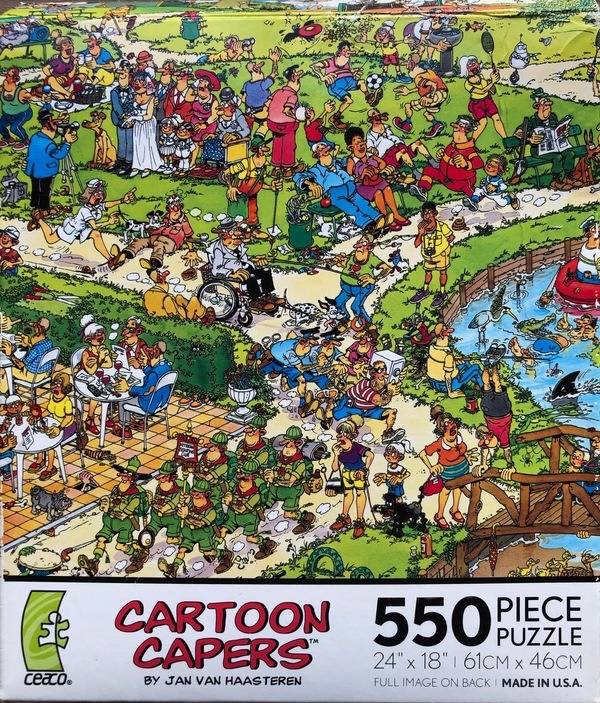 ceaco®
CARTOON
CAPERS™
BY JAN VAN HAASTEREN
550 PIECE
PUZZLE
24" x 18" | 61CM x 46CM
FULL IMAGE ON BACK | MADE IN U.S.A.